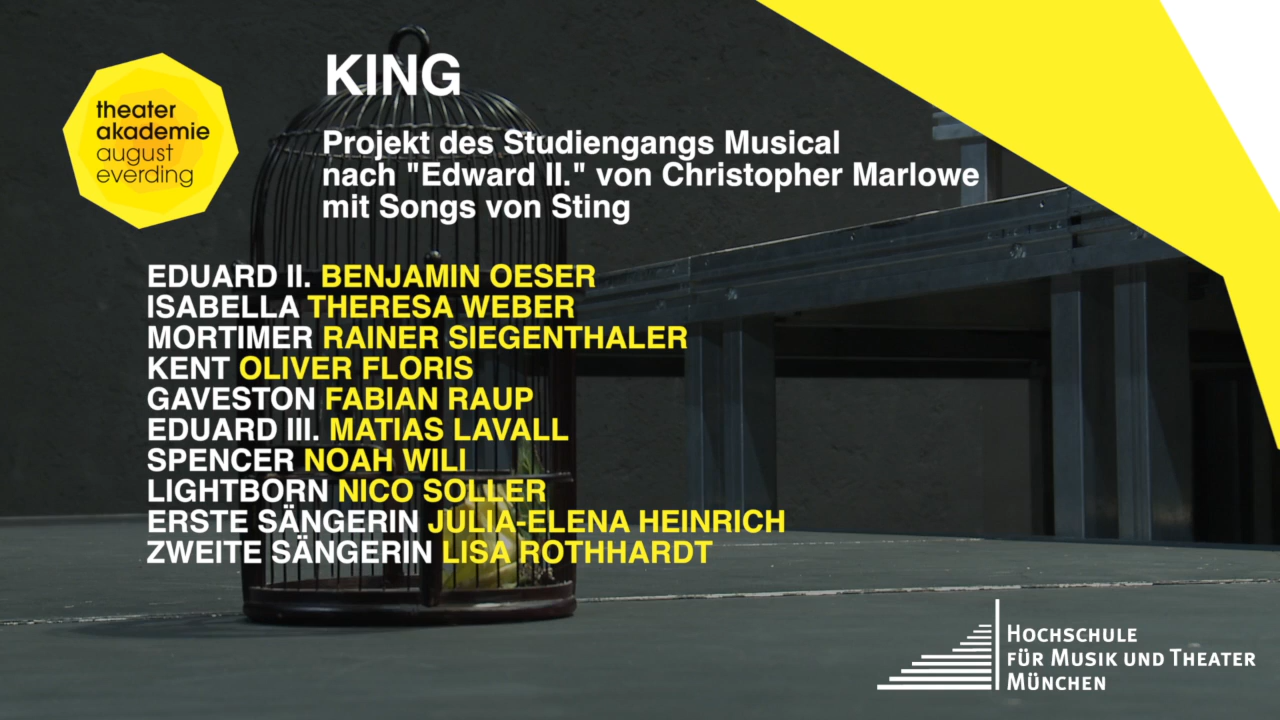 theater
akademie
august
everding
KING
Projekt des Studiengangs Musical
nach "Edward II." von Christopher Marlowe
mit Songs von Sting
EDUARD II. BENJAMIN OESER
ISABELLA THERESA WEBER
MORTIMER RAINER SIEGENTHALER
KENT OLIVER FLORIS
GAVESTON FABIAN RAUP
EDUARD III. MATIAS LAVALL
SPENCER NOAH WILI
LIGHTBORN NICO SOLLER
ERSTE SÄNGERIN JULIA-ELENA HEINRICH
ZWEITE SÄNGERIN LISA ROTHHARDT
HOCHSCHULE
FÜR MUSIK UND THEATER
MÜNCHEN